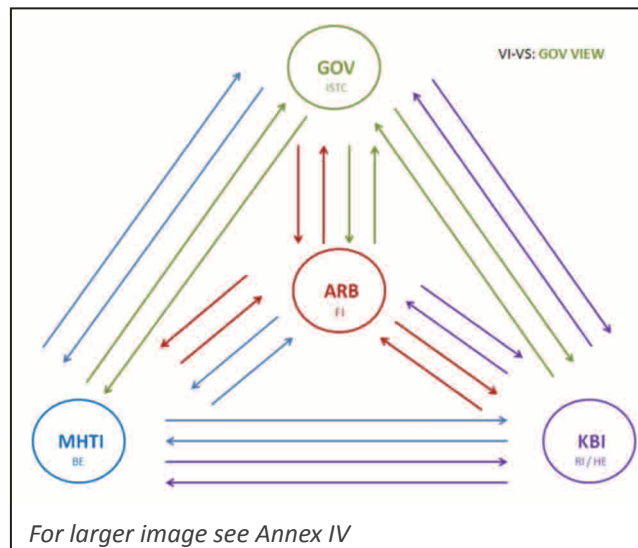 GOV
ISTC
VI-VS: GOV VIEW
ARB
FI
MHTI
BE
KBI
RI / HE
For larger image see Annex IV